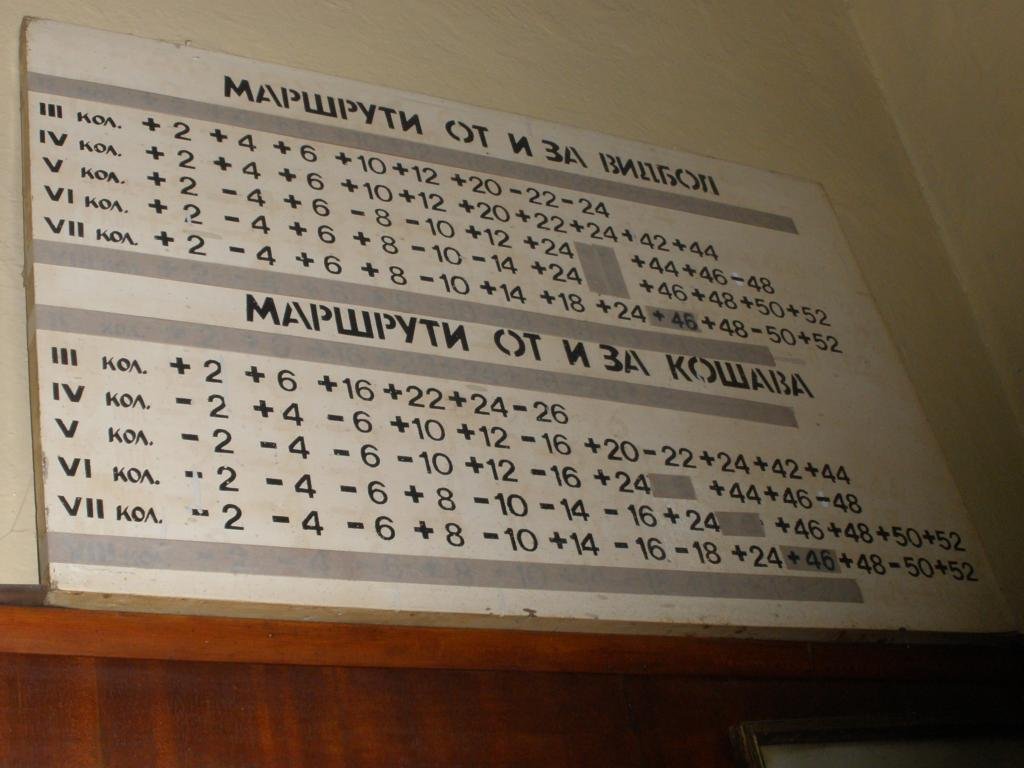 МАРШРУТИ ОТ И ЗА ВИДБОЛ
III КОЛ. + 2 + 4 + 6 + 10 + 12 + 20 - 22 - 24
IV КОЛ. + 2 + 4 + 6 + 10 + 12 + 20 + 22 + 24 + 42 + 44
V КОЛ. + 2 - 4 + 6 - 8 - 10 + 12 + 24 + 44 + 46 - 48
VI КОЛ. + 2 - 4 + 6 + 8 - 10 - 14 + 24 + 46 + 48 + 50 + 52
VII КОЛ. + 2 - 4 + 6 + 8 - 10 + 14 + 18 + 24 + 46 + 48 - 50 + 52
МАРШРУТИ ОТ И ЗА КОШАВА
III КОЛ. + 2 + 6 + 16 + 22 + 24 - 26
IV КОЛ. - 2 + 4 - 6 + 10 + 12 - 16 + 20 - 22 + 24 + 42 + 44
V КОЛ. - 2 - 4 - 6 - 10 + 12 - 16 + 24 + 44 + 46 - 48
VI КОЛ. - 2 - 4 - 6 + 8 - 10 - 14 - 16 + 24 + 46 + 48 + 50 + 52
VII КОЛ. - 2 - 4 - 6 + 8 - 10 + 14 - 16 - 18 + 24 + 46 + 48 - 50 + 52